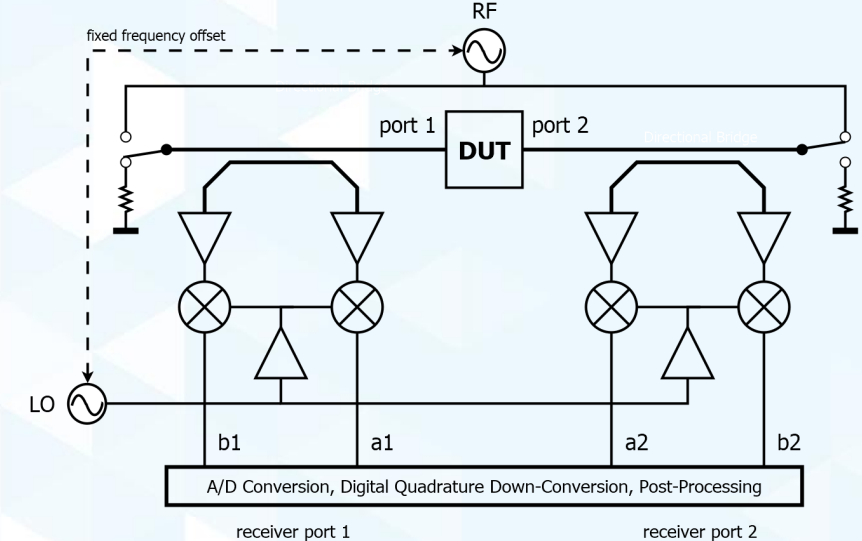 RF
fixed frequency offset
port 1
DUT
port 2
Directional Bridge
LO
b1
a1
a2
b2
A/D Conversion, Digital Quadrature Down-Conversion, Post-Processing
receiver port 1
receiver port 2